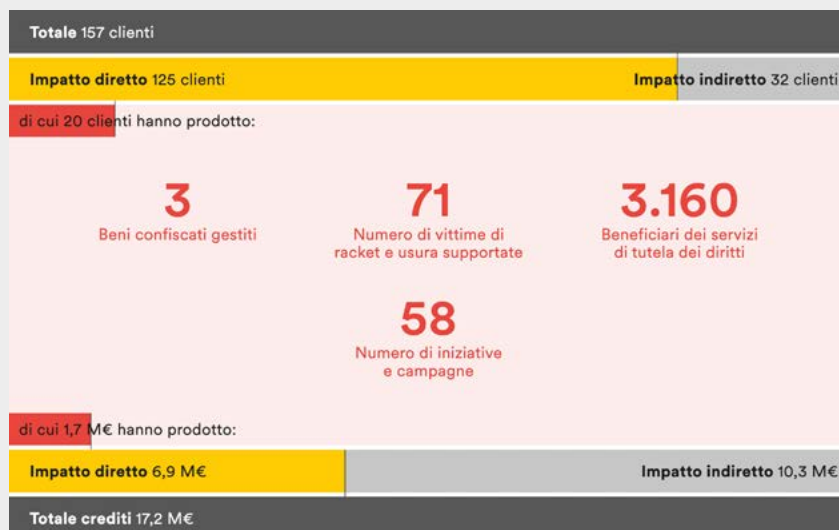 Totale 157 clienti
Impatto diretto 125 clienti
Impatto indiretto 32 clienti
di cui 20 clienti hanno prodotto:
3
Beni confiscati gestiti
71
Numero di vittime di
racket e usura supportate
3.160
Beneficiari dei servizi
di tutela dei diritti
58
Numero di iniziative
e campagne
di cui 1,7 M€ hanno prodotto:
Impatto diretto 6,9 M€
Impatto indiretto 10,3 M€
Totale crediti 17,2 M€